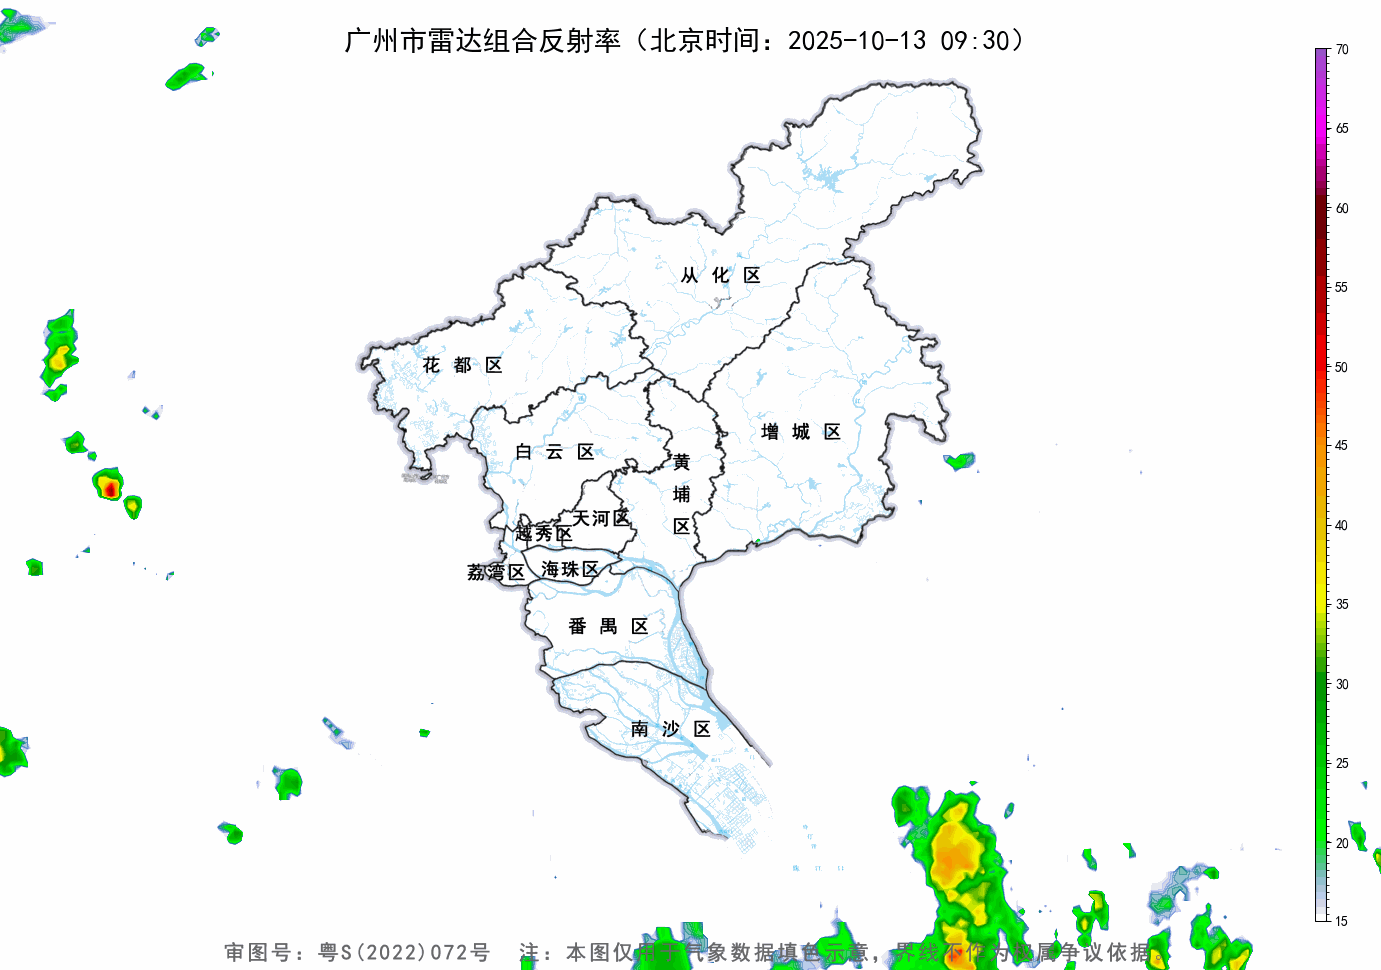 广州市雷达组合反射率（北京时间：2025-10-13 09:30）
70
65
60
55
50
45
40
35
30
25
20
15
从化区
花都区
增城区
白云区
黄埔区
天河区
越秀区
荔湾区
海珠区
番禺区
南沙区
审图号：粤S(2022)072号 注：本图仅用于气象数据填色示意，界线不作为权属争议依据。